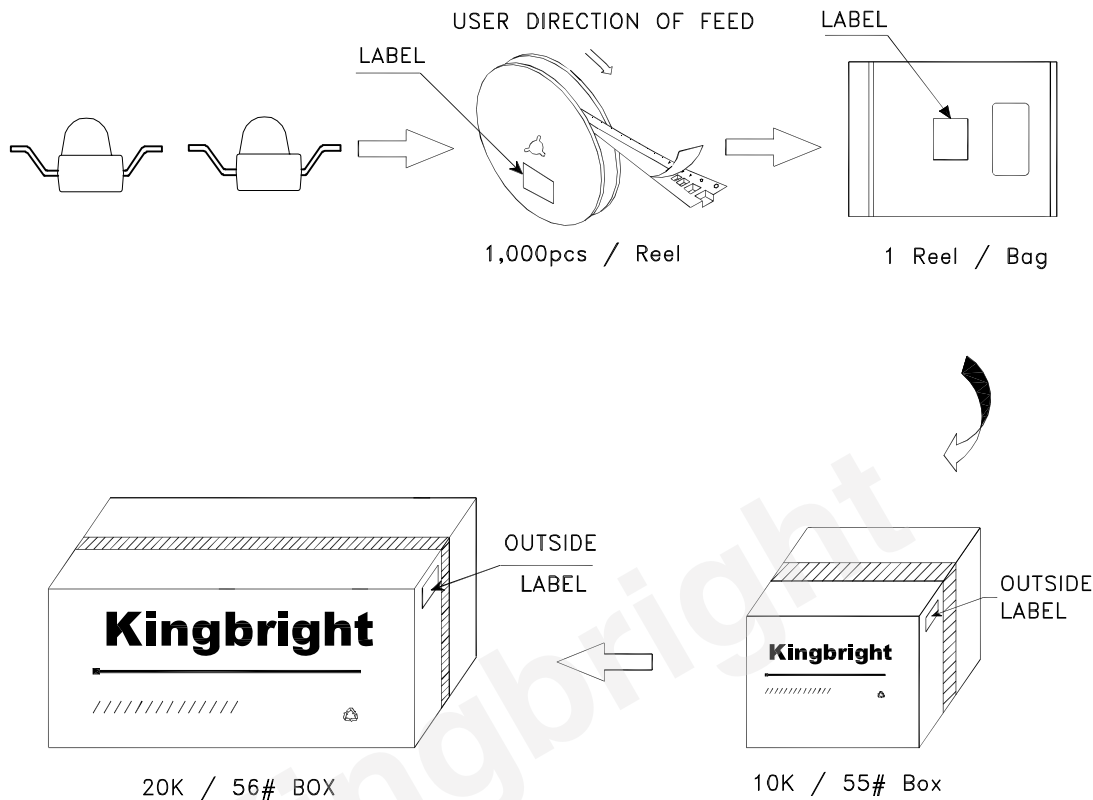 USER DIRECTION OF FEED
LABEL
LABEL
1,000pcs / Reel
1 Reel / Bag
OUTSIDE
LABEL
Kingbright
20K / 56# BOX
OUTSIDE
LABEL
Kingbright
10K / 55# Box
Kingbright